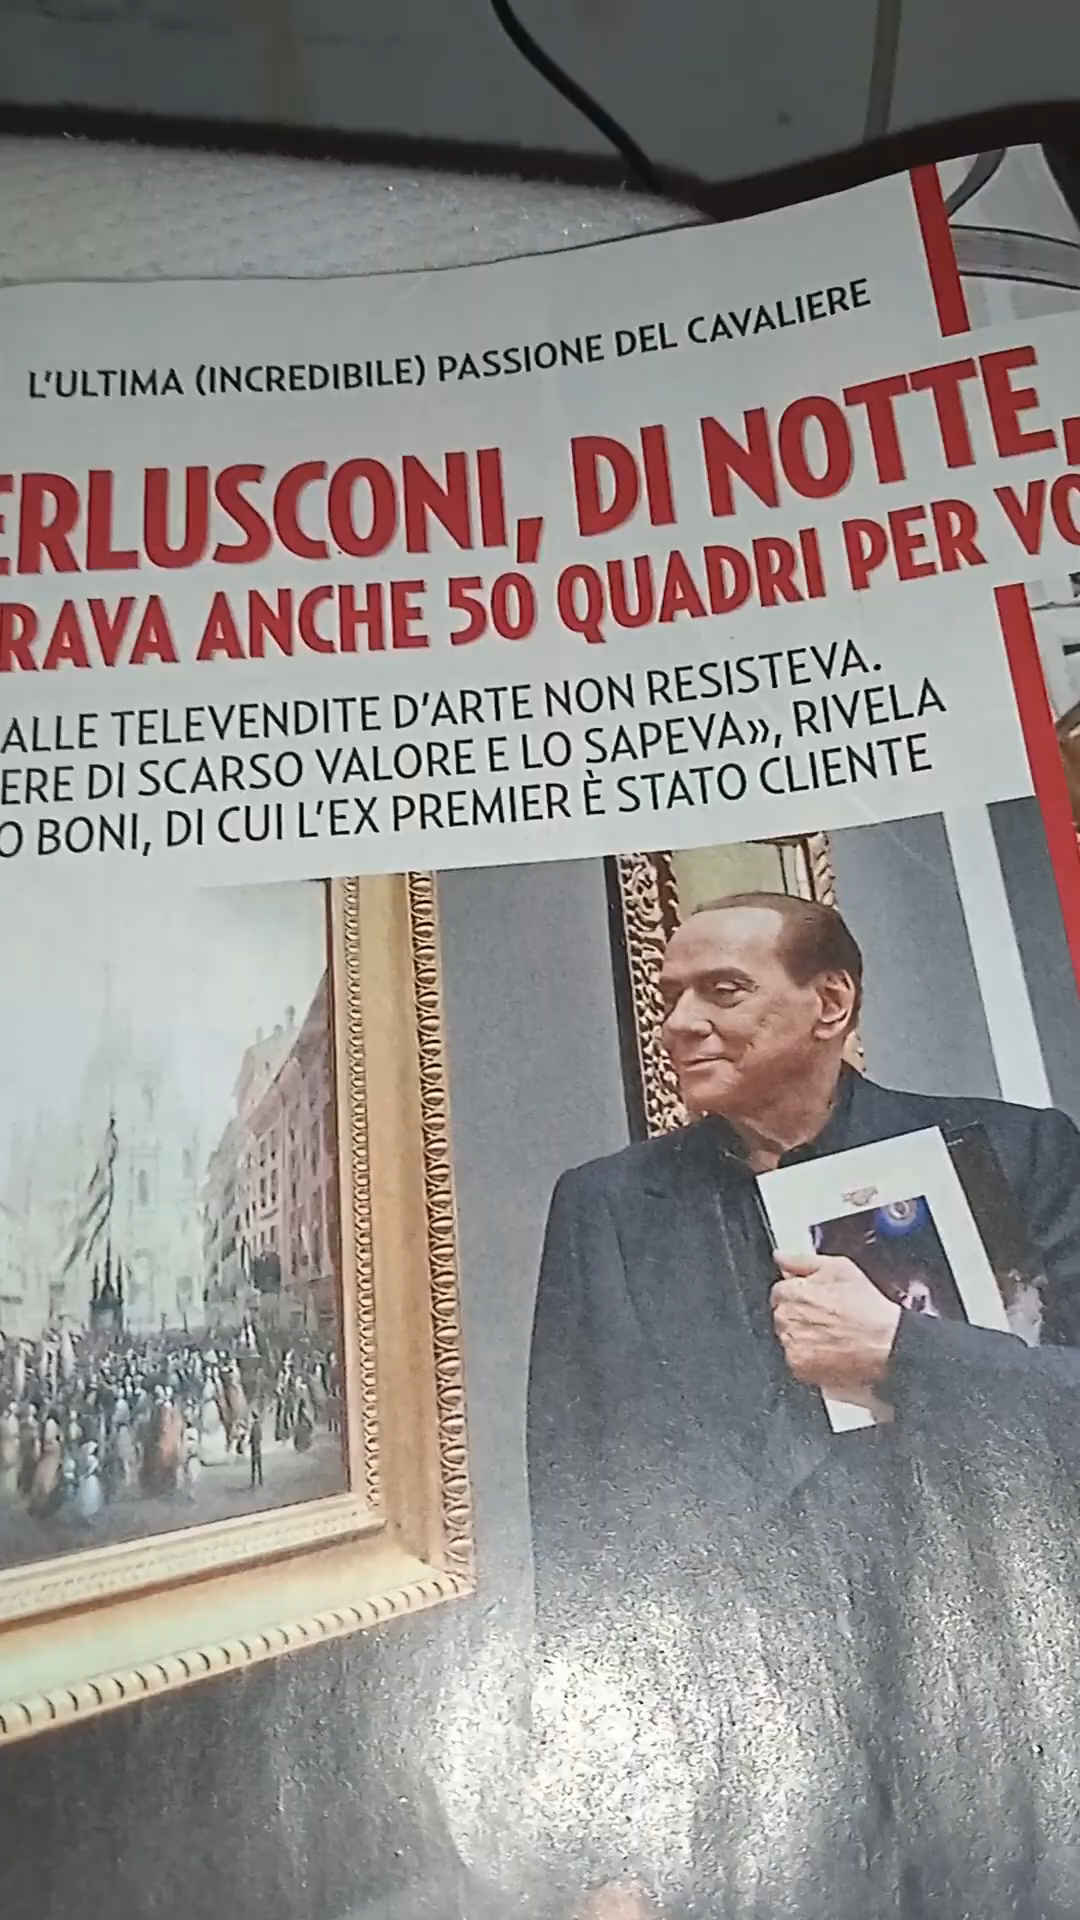 L'ULTIMA (INCREDIBILE) PASSIONE DEL CAVALIERE
ERLUSCONI, DI NOTTE,
RAVA ANCHE 50 QUADRI PER VO
ALLE TELEVENDITE D'ARTE NON RESISTEVA.
ERE DI SCARSO VALORE E LO SAPEVA», RIVELA
O BONI, DI CUI L'EX PREMIER È STATO CLIENTE